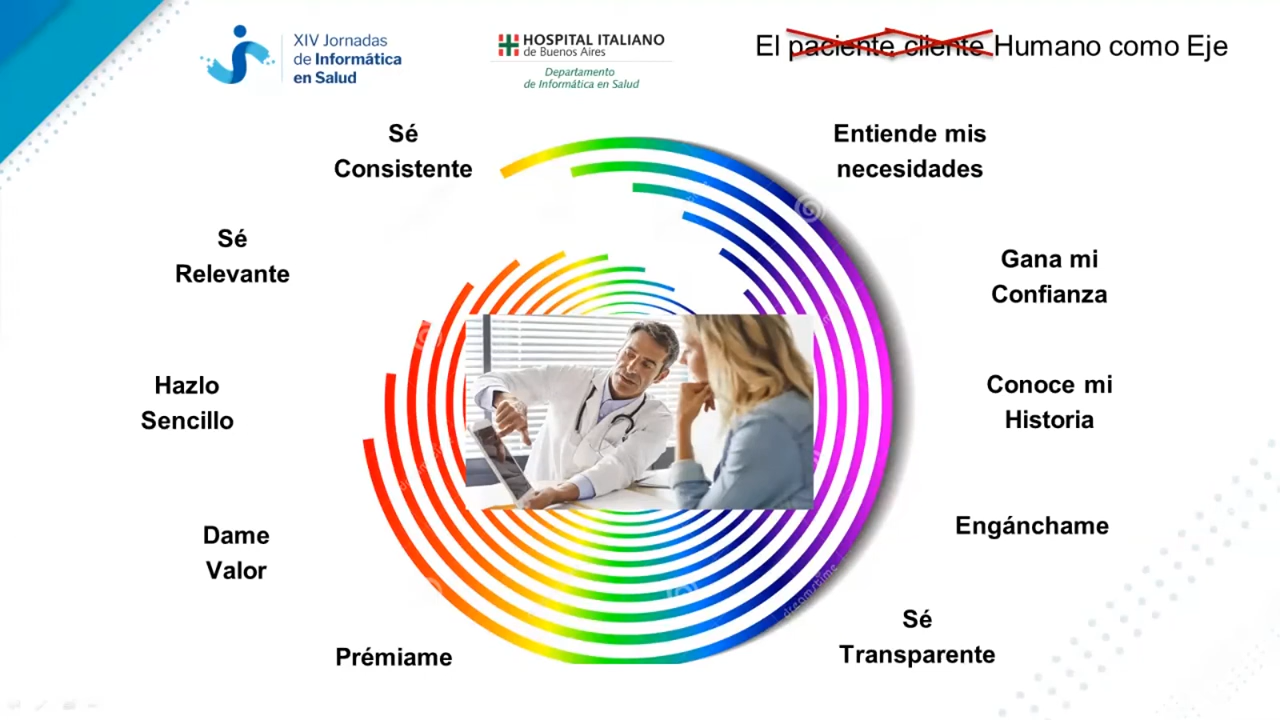 XIV Jornadas
de Informática
en Salud
HOSPITAL ITALIANO
de Buenos Aires
Departamento
de Informática en Salud
El paciente cliente Humano como Eje
Sé
Consistente
Entiende mis
necesidades
Sé
Relevante
Gana mi
Confianza
Hazlo
Sencillo
Conoce mi
Historia
Dame
Valor
Engánchame
Prémiame
Sé
Transparente
dreamstime